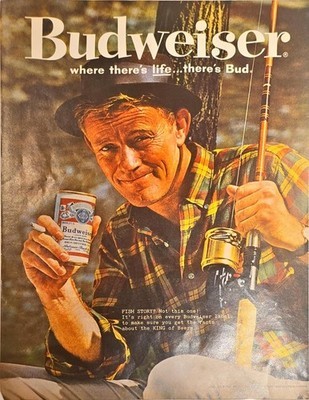 Budweiser®
where there's life...there's Bud.
Budweiser
FISH STORY? Not this one!
It's right on every Budweiser label
to make sure you get the facts
about the KING of Beers.